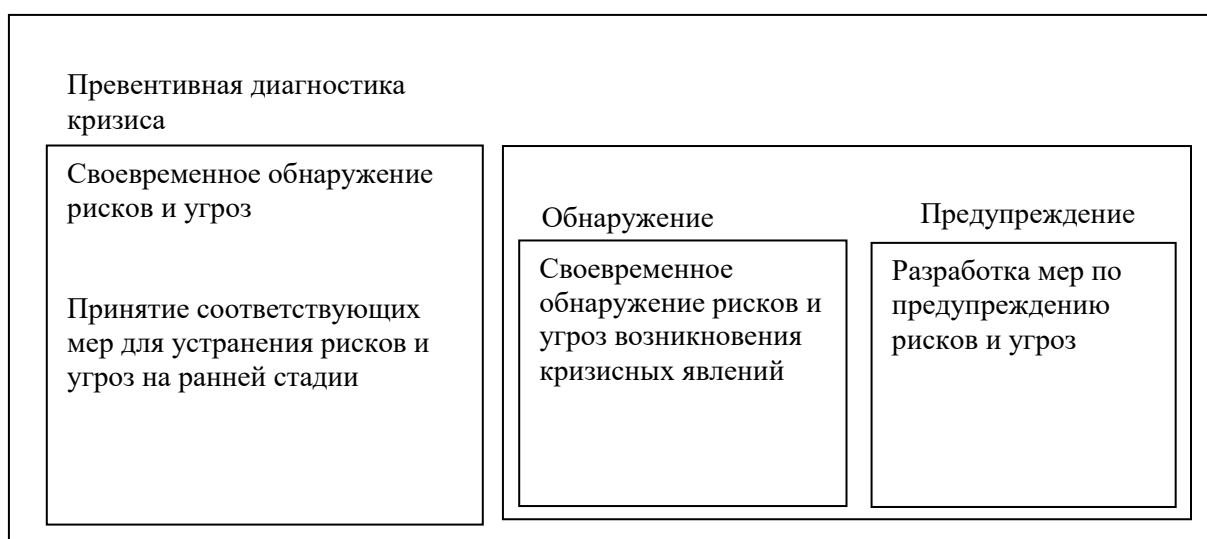 Превентивная диагностика
кризиса
Своевременное обнаружение
рисков и угроз
Принятие соответствующих
мер для устранения рисков и
угроз на ранней стадии
Обнаружение
Своевременное
обнаружение рисков и
угроз возникновения
кризисных явлений
Предупреждение
Разработка мер по
предупреждению
рисков и угроз